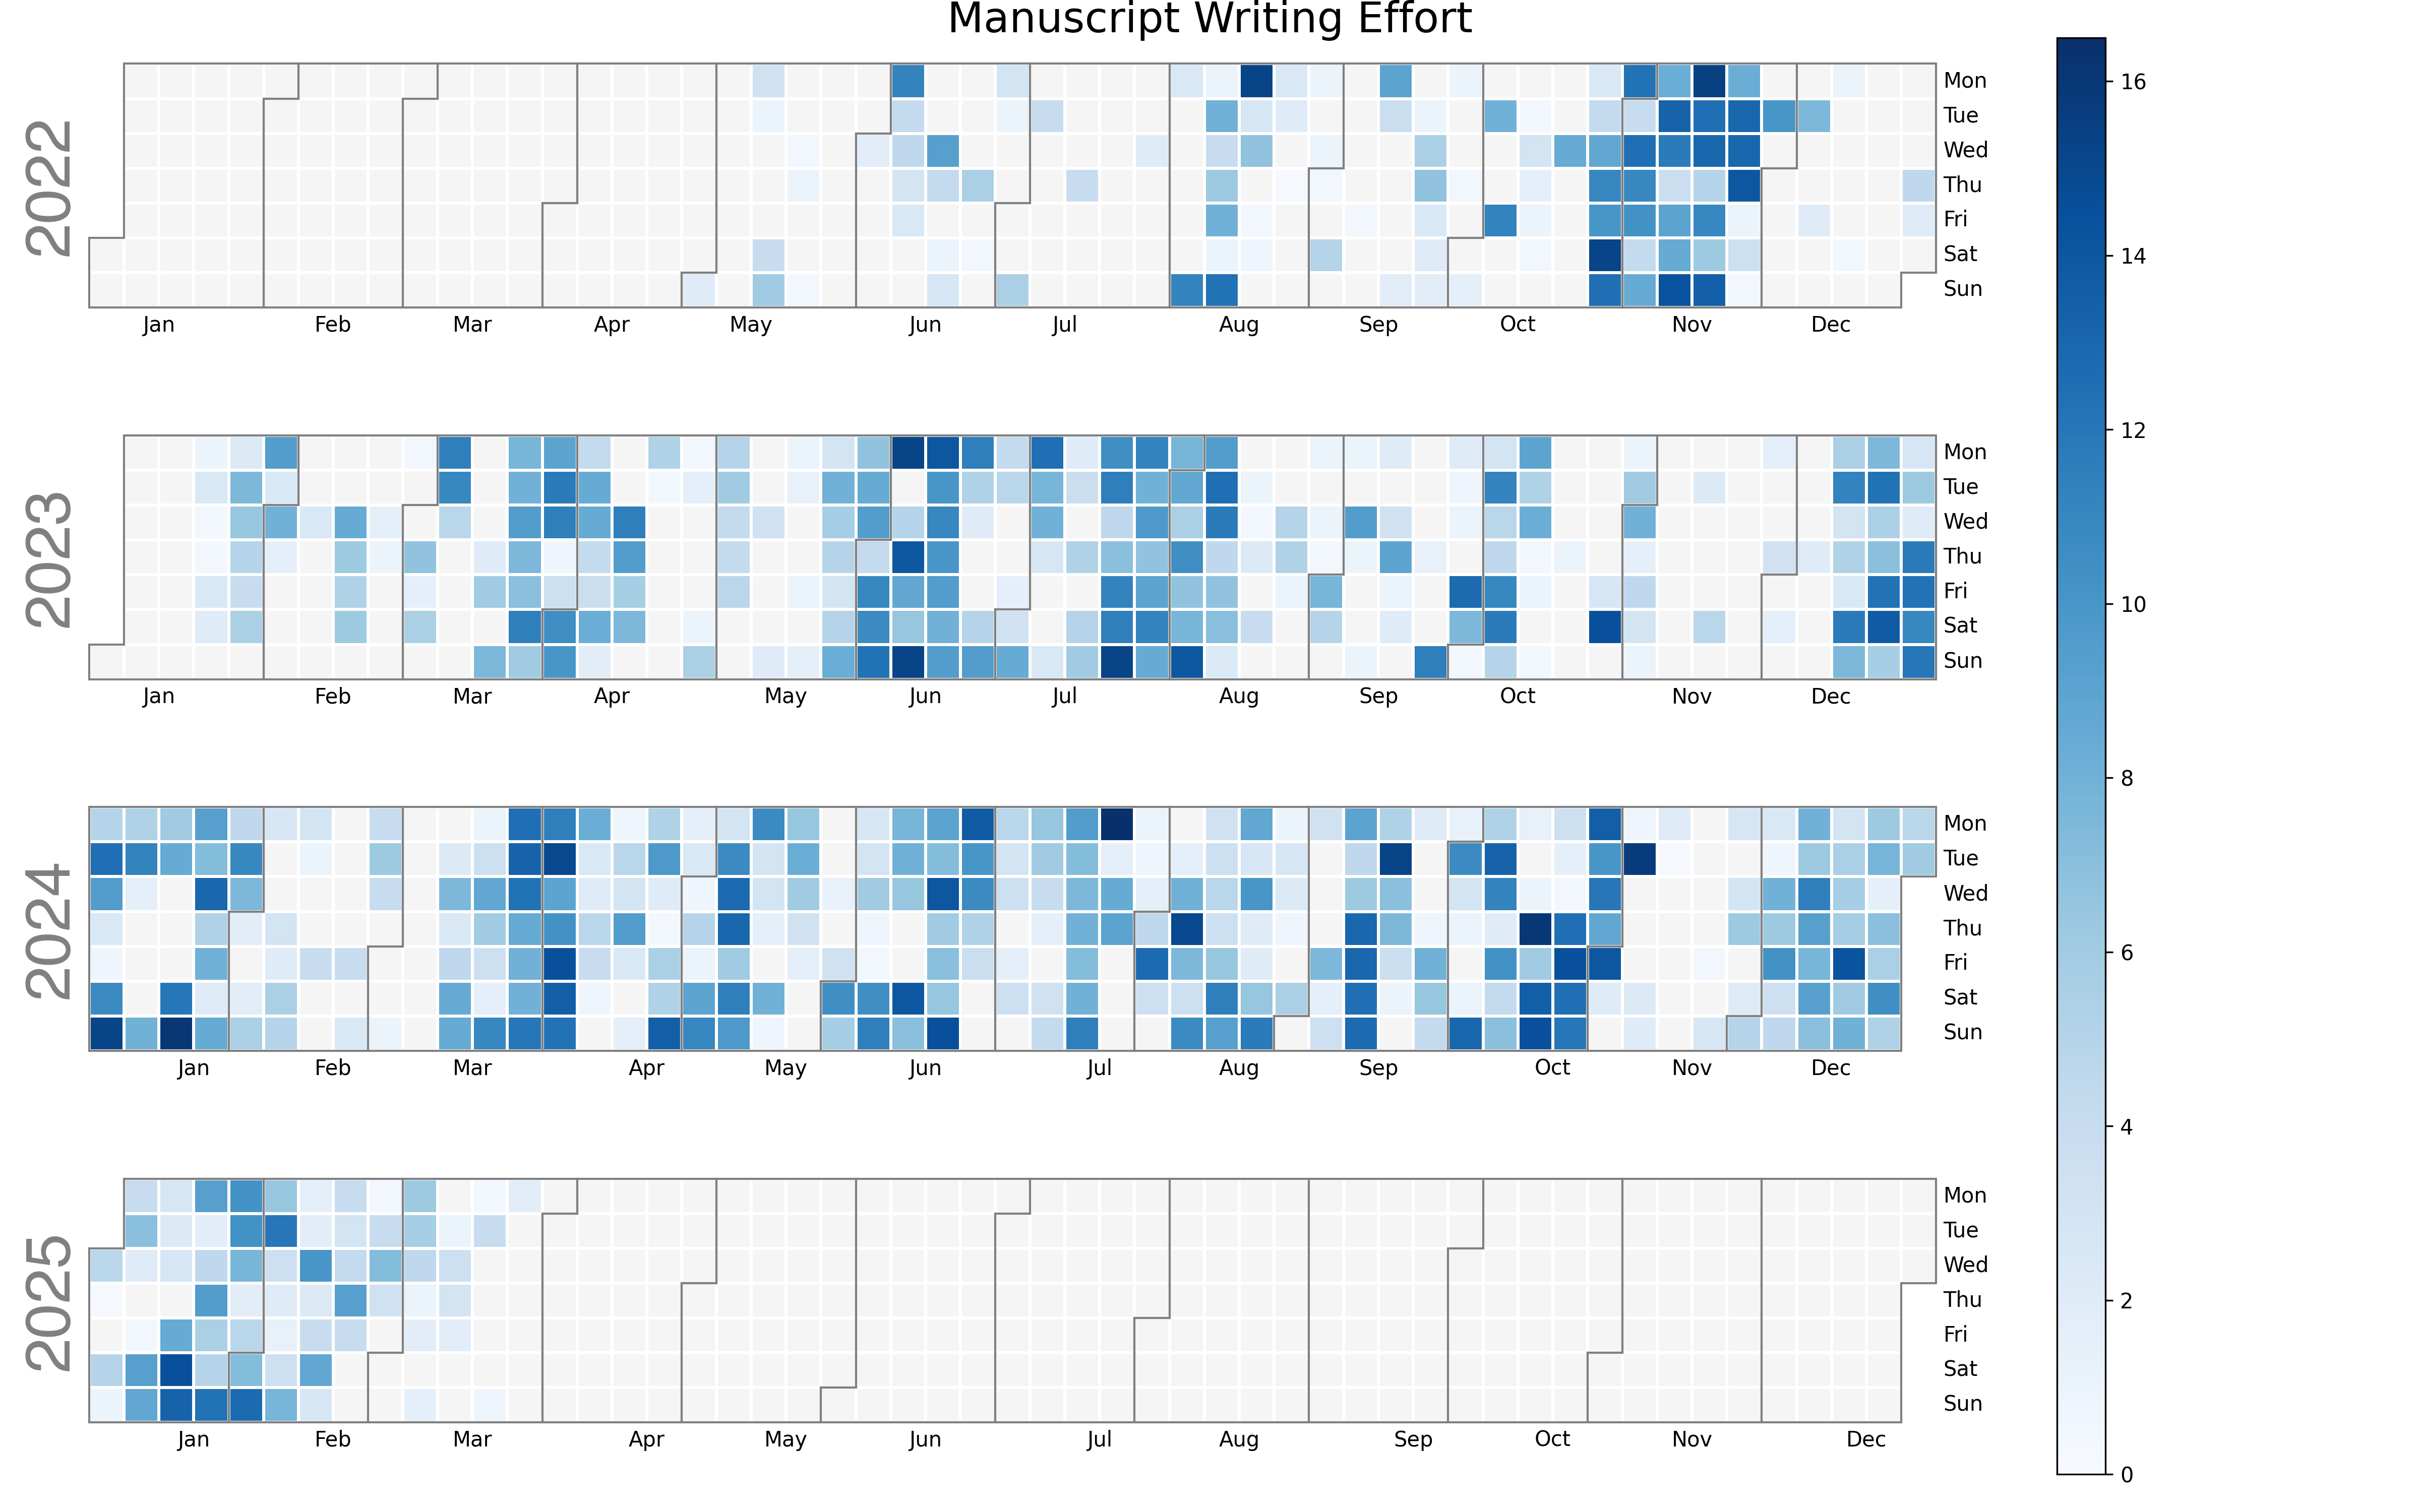 Manuscript Writing Effort
2022
Mon
Tue
Wed
Thu
Fri
Sat
Sun
Jan Feb Mar Apr May Jun Jul Aug Sep Oct Nov Dec
2023
Mon
Tue
Wed
Thu
Fri
Sat
Sun
Jan Feb Mar Apr May Jun Jul Aug Sep Oct Nov Dec
2024
Mon
Tue
Wed
Thu
Fri
Sat
Sun
Jan Feb Mar Apr May Jun Jul Aug Sep Oct Nov Dec
2025
Mon
Tue
Wed
Thu
Fri
Sat
Sun
Jan Feb Mar Apr May Jun Jul Aug Sep Oct Nov Dec
16
14
12
10
8
6
4
2
0